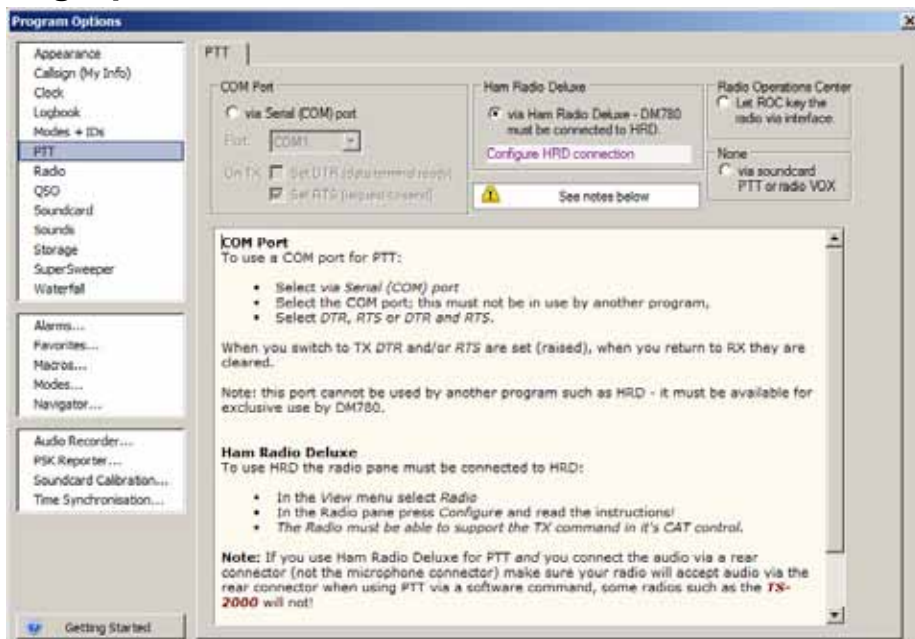 Program Options
Appearance
Callsign (My Info)
Clock
Logbook
Modes + IDs
PTT
Radio
QSO
Soundcard
Sounds
Storage
SuperSweeper
Waterfall
Alarms...
Favorites...
Macros...
Modes...
Navigator...
Audio Recorder...
PSK Reporter...
Soundcard Calibration...
Time Synchronisation...
Getting Started
PTT
COM Port
via Serial (COM) port
Port:
COM1
On TX
Set DTR (data terminal ready)
Set RTS (request to send)
Ham Radio Deluxe
via Ham Radio Deluxe - DM780
must be connected to HRD.
Configure HRD connection
See notes below
Radio Operations Center
Let ROC key the
radio via interface
None
via soundcard
PTT or radio VOX
COM Port
To use a COM port for PTT:
• Select via Serial (COM) port
• Select the COM port; this must not be in use by another program,
• Select DTR, RTS or DTR and RTS.
When you switch to TX DTR and/or RTS are set (raised), when you return to RX they are
cleared.
Note: this port cannot be used by another program such as HRD - it must be available for
exclusive use by DM780.
Ham Radio Deluxe
To use HRD the radio pane must be connected to HRD:
• In the View menu select Radio
• In the Radio pane press Configure and read the instructions!
• The Radio must be able to support the TX command in it's CAT control.
Note: If you use Ham Radio Deluxe for PTT and you connect the audio via a rear
connector (not the microphone connector) make sure your radio will accept audio via the
rear connector when using PTT via a software command, some radios such as the TS-
2000 will not!